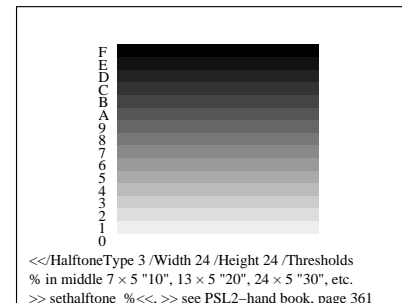 F
E
D
C
B
A
9
8
7
6
5
4
3
2
1
0
<</HalftoneType 3 /Width 24 /Height 24 /Thresholds
% in middle 7 × 5 "10", 13 × 5 "20", 24 × 5 "30", etc.
>> sethalftone %<<, >> see PSL2−hand book, page 361